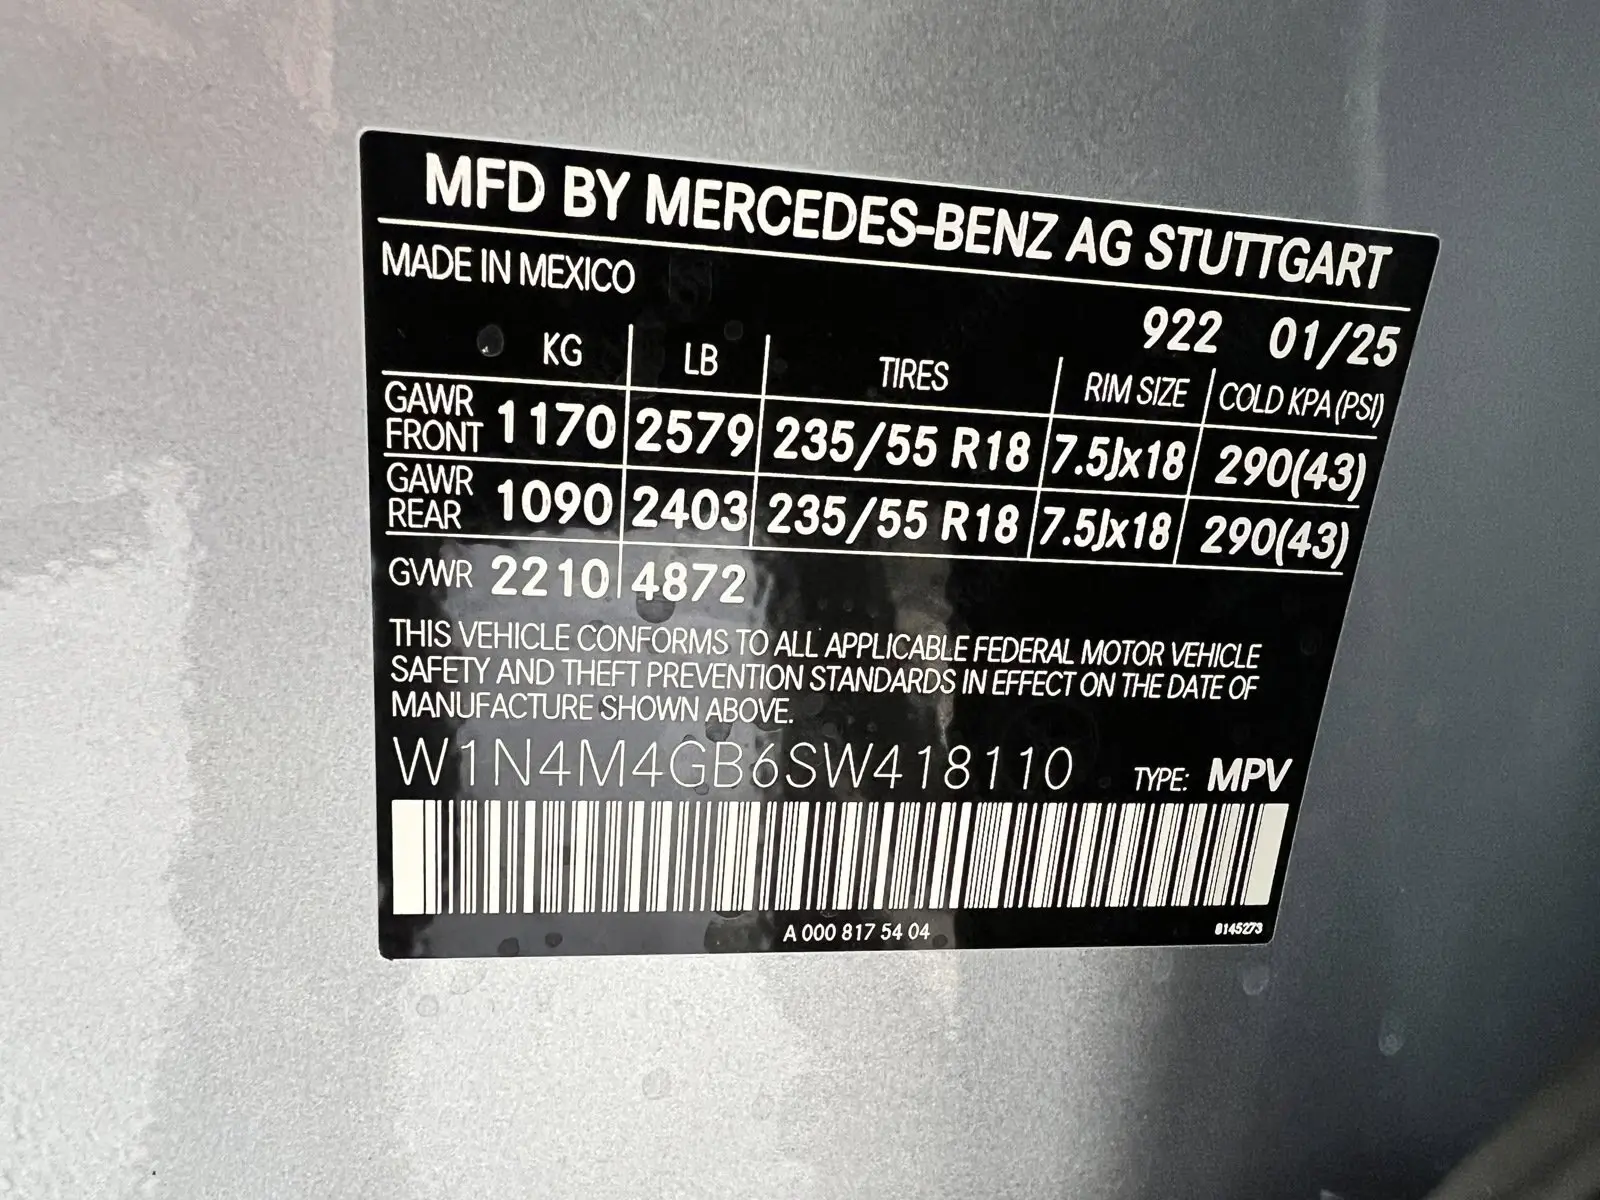 MFD BY MERCEDES-BENZ AG STUTTGART
MADE IN MEXICO
922 01/25
KG LB TIRES RIM SIZE COLD KPA (PSI)
GAWR FRONT 1170 2579 235/55 R18 7.5Jx18 290(43)
GAWR REAR 1090 2403 235/55 R18 7.5Jx18 290(43)
GVWR 2210 4872
THIS VEHICLE CONFORMS TO ALL APPLICABLE FEDERAL MOTOR VEHICLE
SAFETY AND THEFT PREVENTION STANDARDS IN EFFECT ON THE DATE OF
MANUFACTURE SHOWN ABOVE.
W1N4M4GB6SW418110 TYPE: MPV
A 000 817 54 04 8145273